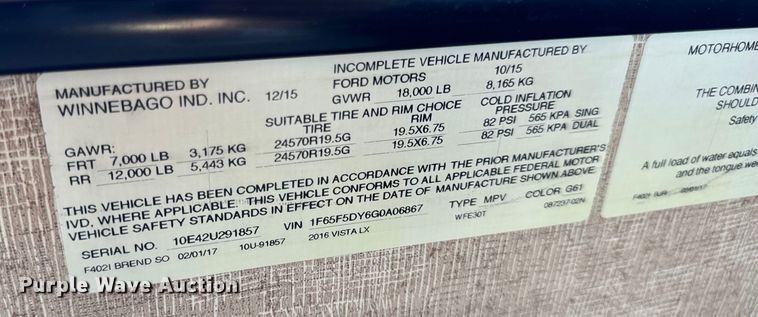 MANUFACTURED BY
WINNEBAGO IND. INC. 12/15
INCOMPLETE VEHICLE MANUFACTURED BY
FORD MOTORS 10/15
GVWR 18,000 LB 8,165 KG
SUITABLE TIRE AND RIM CHOICE
COLD INFLATION
PRESSURE
TIRE RIM
GAWR:
FRT 7,000 LB 3,175 KG 24570R19.5G 19.5X6.75 82 PSI 565 KPA SING
RR 12,000 LB 5,443 KG 24570R19.5G 19.5X6.75 82 PSI 565 KPA DUAL
THIS VEHICLE HAS BEEN COMPLETED IN ACCORDANCE WITH THE PRIOR MANUFACTURER'S
IVD, WHERE APPLICABLE. THIS VEHICLE CONFORMS TO ALL APPLICABLE FEDERAL MOTOR
VEHICLE SAFETY STANDARDS IN EFFECT ON THE DATE OF MANUFACTURE SHOWN ABOVE.
SERIAL NO. 10E42U291857 VIN 1F65F5DY6G0A06867 TYPE MPV COLOR G61
F402I BREND SO 02/01/17 10U-91857 2016 VISTA LX WFE30T 087237-02N
MOTORHOME
THE COMBIN
SHOULD
Safety
A full load of water equals
and the tongue we
Purple Wave Auction